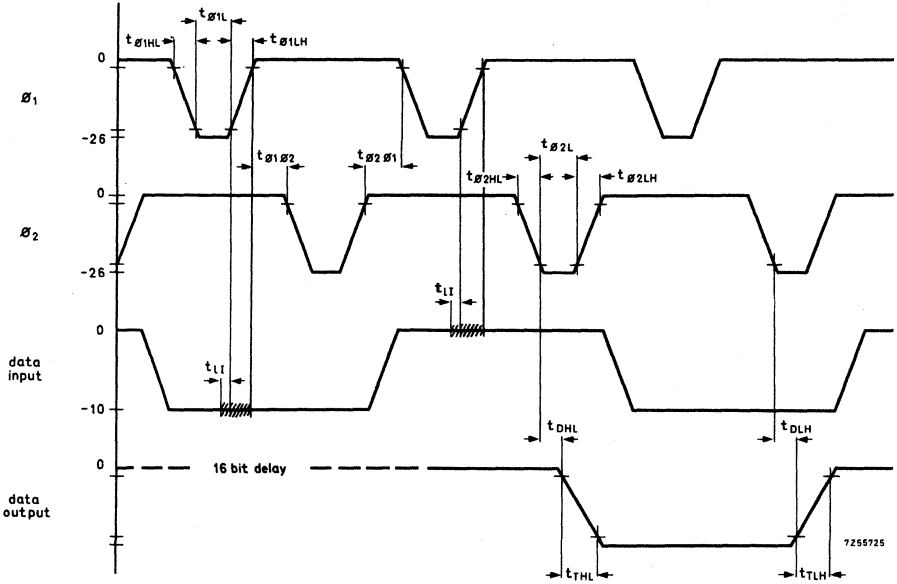 tØ1L
tØ1HL
tØ1LH
0
Ø1
-26
tØ1Ø2
tØ2Ø1
tØ2L
tØ2HL
tØ2LH
0
Ø2
-26
tLI
0
data
input
tLI
-10
tDHL
tDLH
0
16 bit delay
data
output
7Z55725
tTHL
tTLH